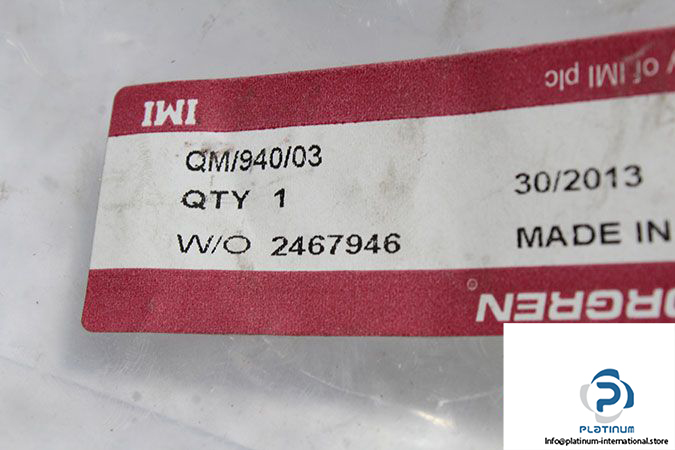 IMI
of IMI plc
QM/940/03
QTY 1
30/2013
W/O 2467946
MADE IN
ORGREN
PLATINUM
Info@platinum-international.store